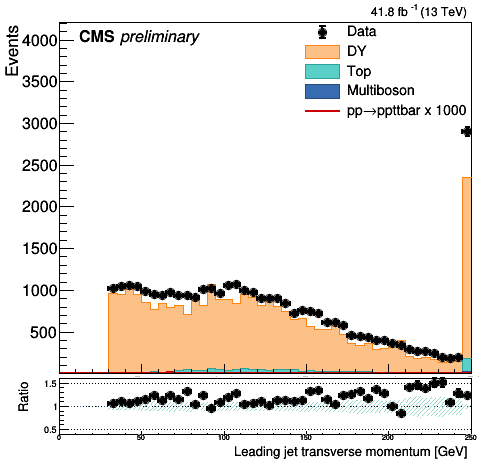 41.8 fb⁻¹ (13 TeV)
CMS preliminary
Data
DY
Top
Multiboson
pp→ppttbar x 1000
Events
4000
3500
3000
2500
2000
1500
1000
500
Ratio
1.5
1
0.5
0 50 100 150 200 250
Leading jet transverse momentum [GeV]